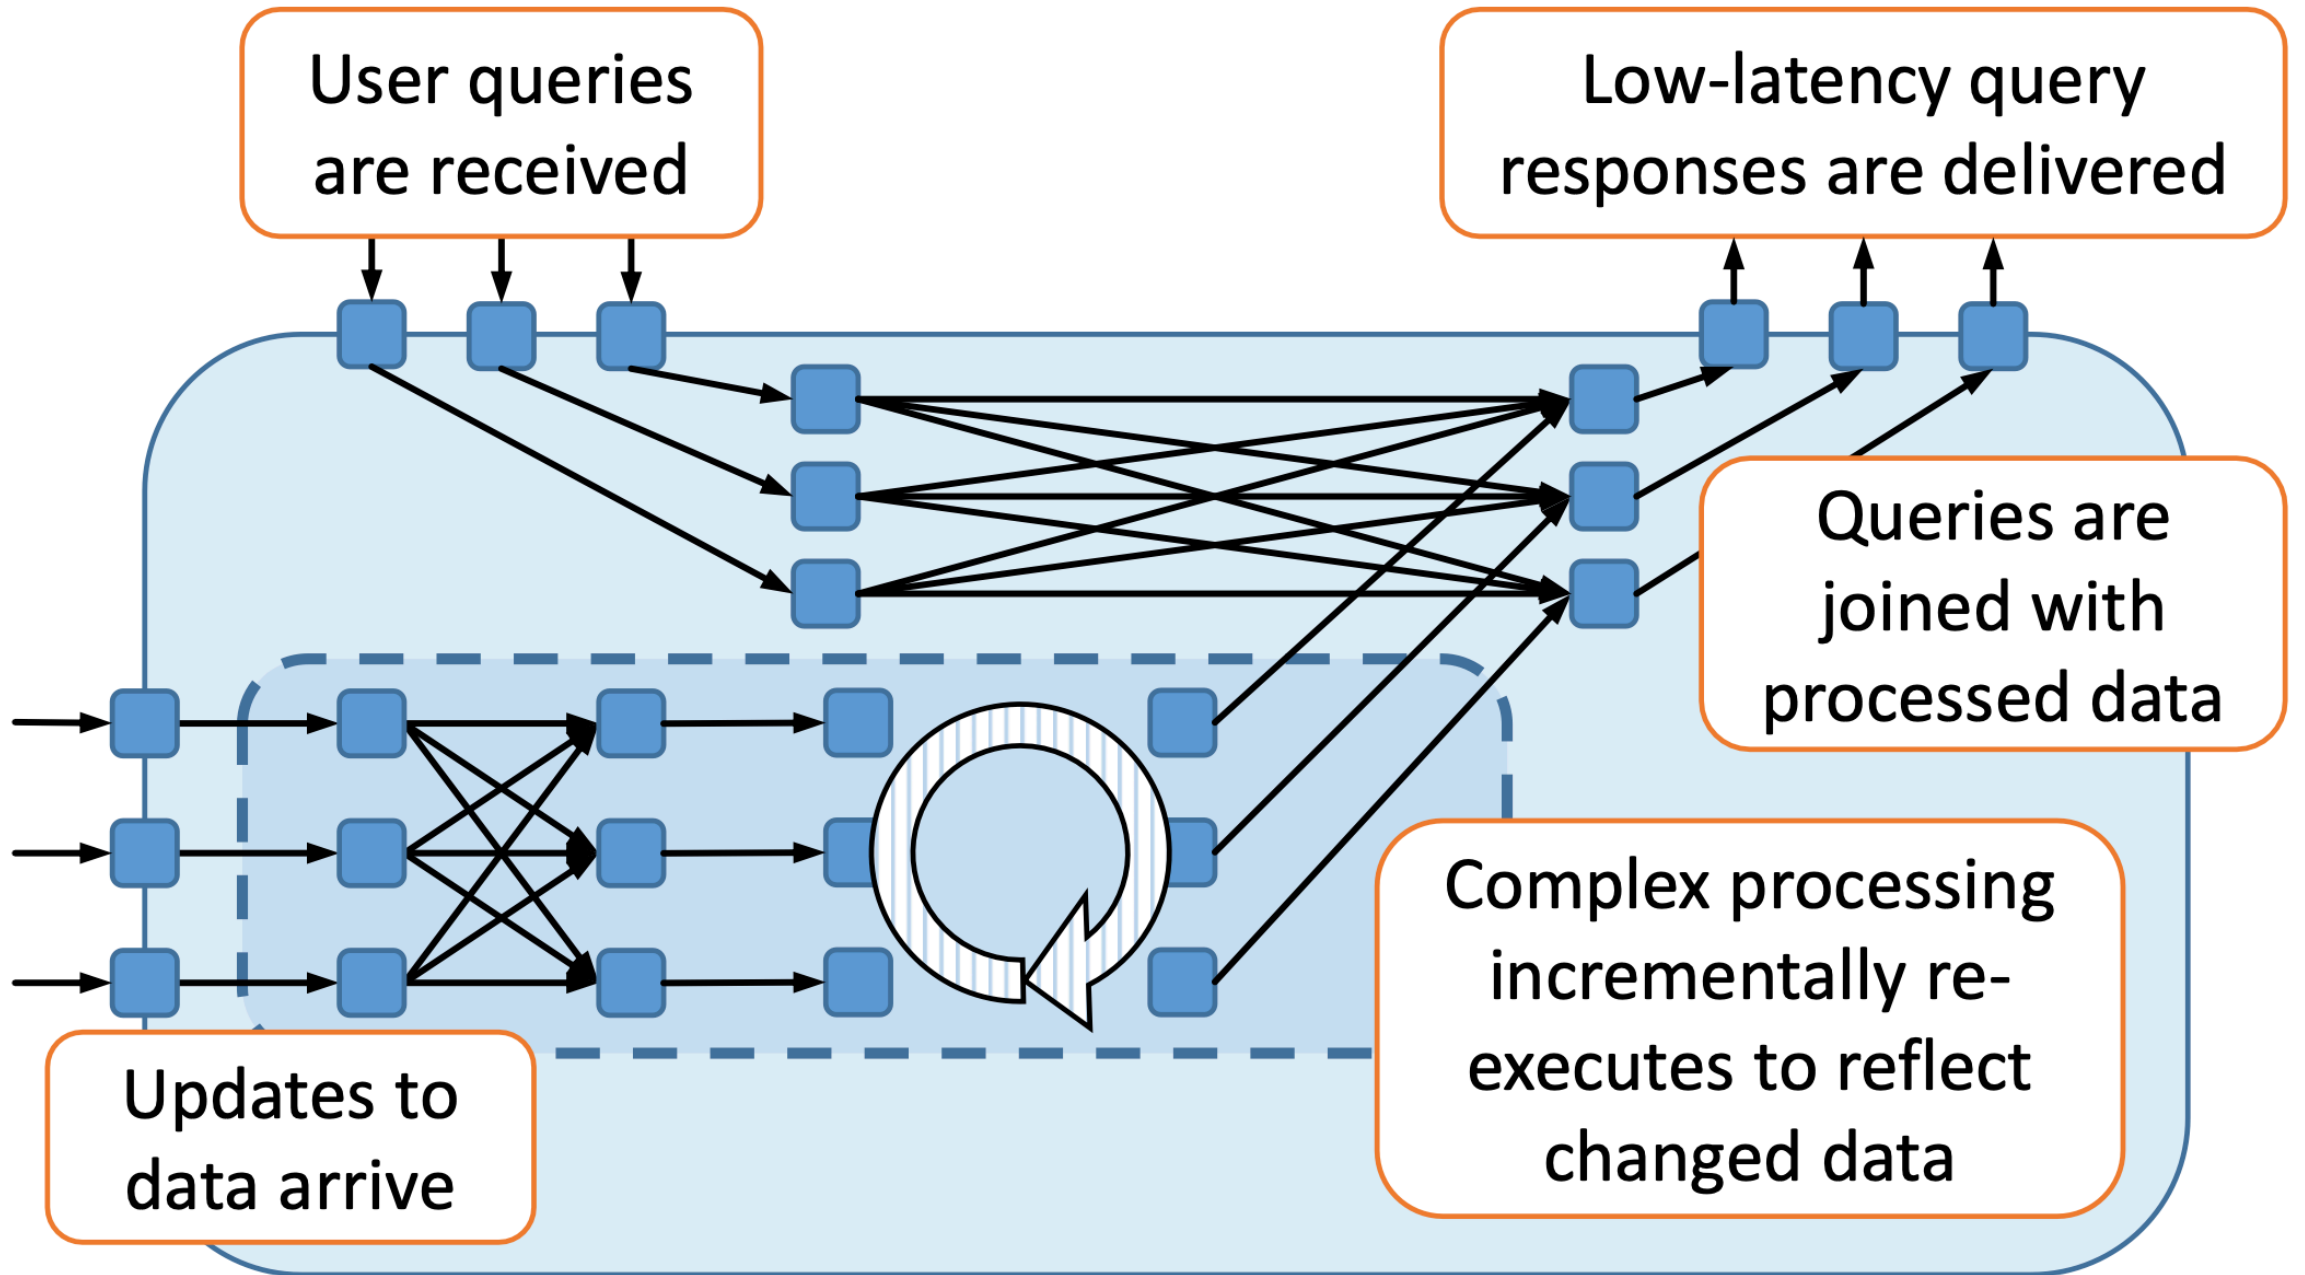 User queries
are received
Low-latency query
responses are delivered
Queries are
joined with
processed data
Complex processing
incrementally re-
executes to reflect
changed data
Updates to
data arrive